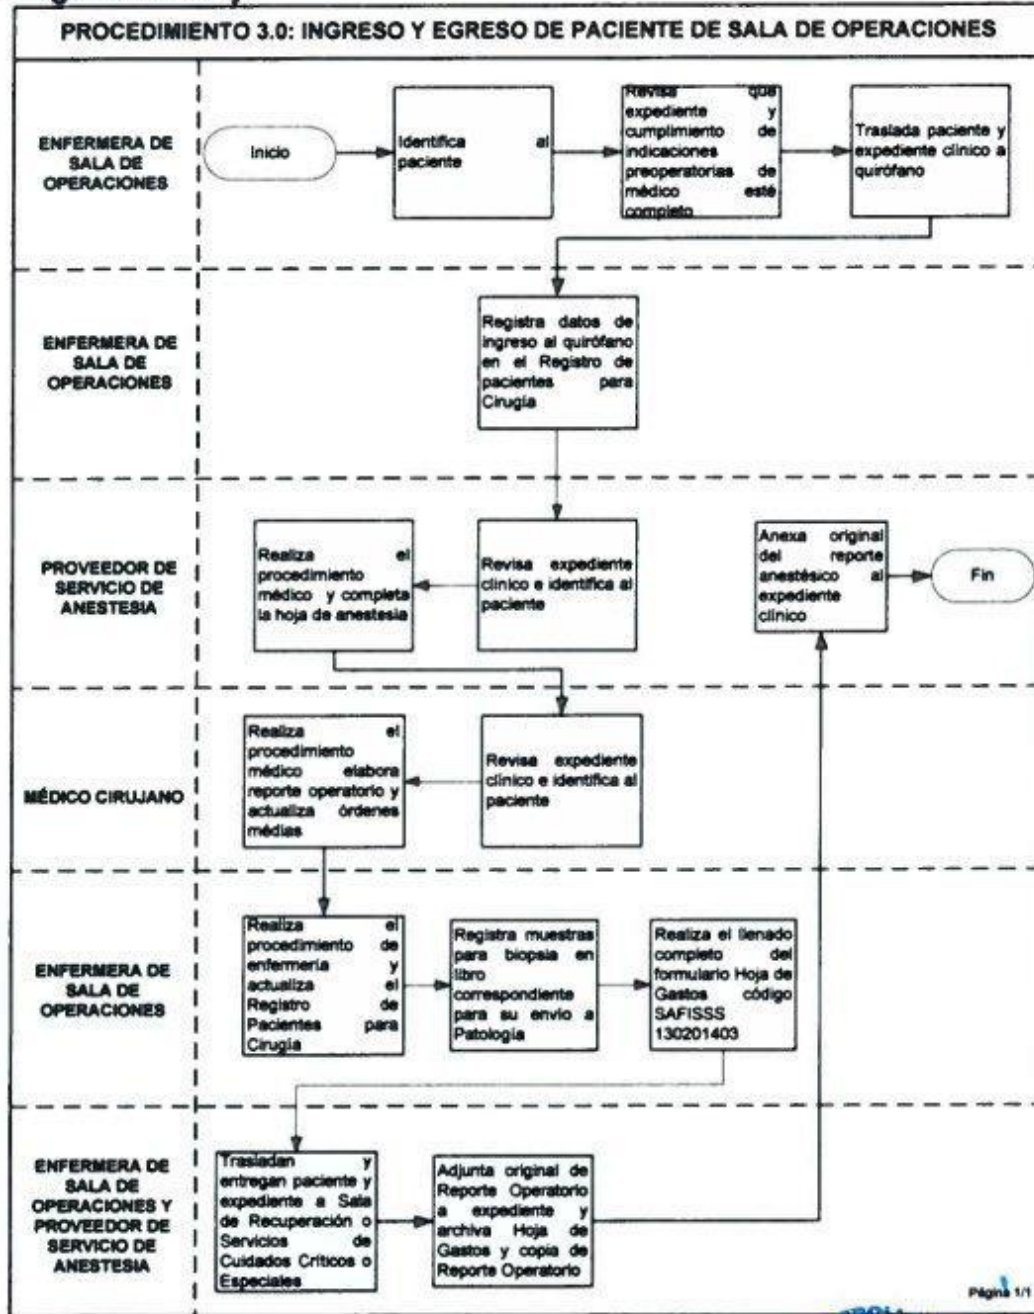 PROCEDIMIENTO 3.0: INGRESO Y EGRESO DE PACIENTE DE SALA DE OPERACIONES
ENFERMERA DE
SALA DE
OPERACIONES
Inicio
Identifica al
paciente
Revisa que
expediente y
cumplimiento de
indicaciones
preoperatorias de
médico esté
completo
Traslada paciente y
expediente clínico a
quirófano
ENFERMERA DE
SALA DE
OPERACIONES
Registra datos de
ingreso al quirófano
en el Registro de
pacientes para
Cirugía
PROVEEDOR DE
SERVICIO DE
ANESTESIA
Realiza el
procedimiento
médico y completa
la hoja de anestesia
Revisa expediente
clínico e identifica al
paciente
Anexa original
del reporte
anestésico al
expediente
clínico
Fin
MÉDICO CIRUJANO
Realiza el
procedimiento
médico elabora
reporte operatorio y
actualiza órdenes
médias
Revisa expediente
clínico e identifica al
paciente
ENFERMERA DE
SALA DE
OPERACIONES
Realiza el
procedimiento de
enfermería y
actualiza el
Registro de
Pacientes para
Cirugía
Registra muestras
para biopsia en
libro
correspondiente
para su envío a
Patología
Realiza el llenado
completo del
formulario Hoja de
Gastos código
SAFISSS
130201403
ENFERMERA DE
SALA DE
OPERACIONES Y
PROVEEDOR DE
SERVICIO DE
ANESTESIA
Trasladan y
entregan paciente y
expediente a Sala
de Recuperación o
Servicios de
Cuidados Críticos o
Especiales
Adjunta original de
Reporte Operatorio
a expediente y
archiva Hoja de
Gastos y copia de
Reporte Operatorio
Página 1/1